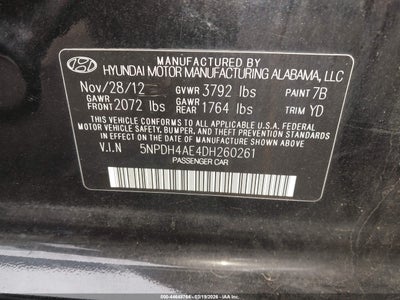 MANUFACTURED BY
HYUNDAI MOTOR MANUFACTURING ALABAMA, LLC
Nov/28/12 GVWR 3792 lbs PAINT 7B
GAWR FRONT 2072 lbs GAWR REAR 1764 lbs TRIM YD
THIS VEHICLE CONFORMS TO ALL APPLICABLE U.S. FEDERAL
MOTOR VEHICLE SAFETY, BUMPER, AND THEFT PREVENTION
STANDARDS IN EFFECT ON THE DATE OF MANUFACTURE SHOWN ABOVE.
V.I.N 5NPDH4AE4DH260261
PASSENGER CAR